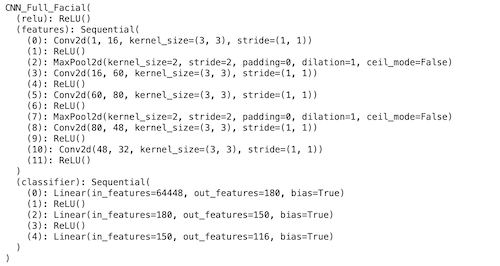 CNN_Full_Facial(
(relu): ReLU()
(features): Sequential(
(0): Conv2d(1, 16, kernel_size=(3, 3), stride=(1, 1))
(1): ReLU()
(2): MaxPool2d(kernel_size=2, stride=2, padding=0, dilation=1, ceil_mode=False)
(3): Conv2d(16, 60, kernel_size=(3, 3), stride=(1, 1))
(4): ReLU()
(5): Conv2d(60, 80, kernel_size=(3, 3), stride=(1, 1))
(6): ReLU()
(7): MaxPool2d(kernel_size=2, stride=2, padding=0, dilation=1, ceil_mode=False)
(8): Conv2d(80, 48, kernel_size=(3, 3), stride=(1, 1))
(9): ReLU()
(10): Conv2d(48, 32, kernel_size=(3, 3), stride=(1, 1))
(11): ReLU()
)
(classifier): Sequential(
(0): Linear(in_features=64448, out_features=180, bias=True)
(1): ReLU()
(2): Linear(in_features=180, out_features=150, bias=True)
(3): ReLU()
(4): Linear(in_features=150, out_features=116, bias=True)
)
)